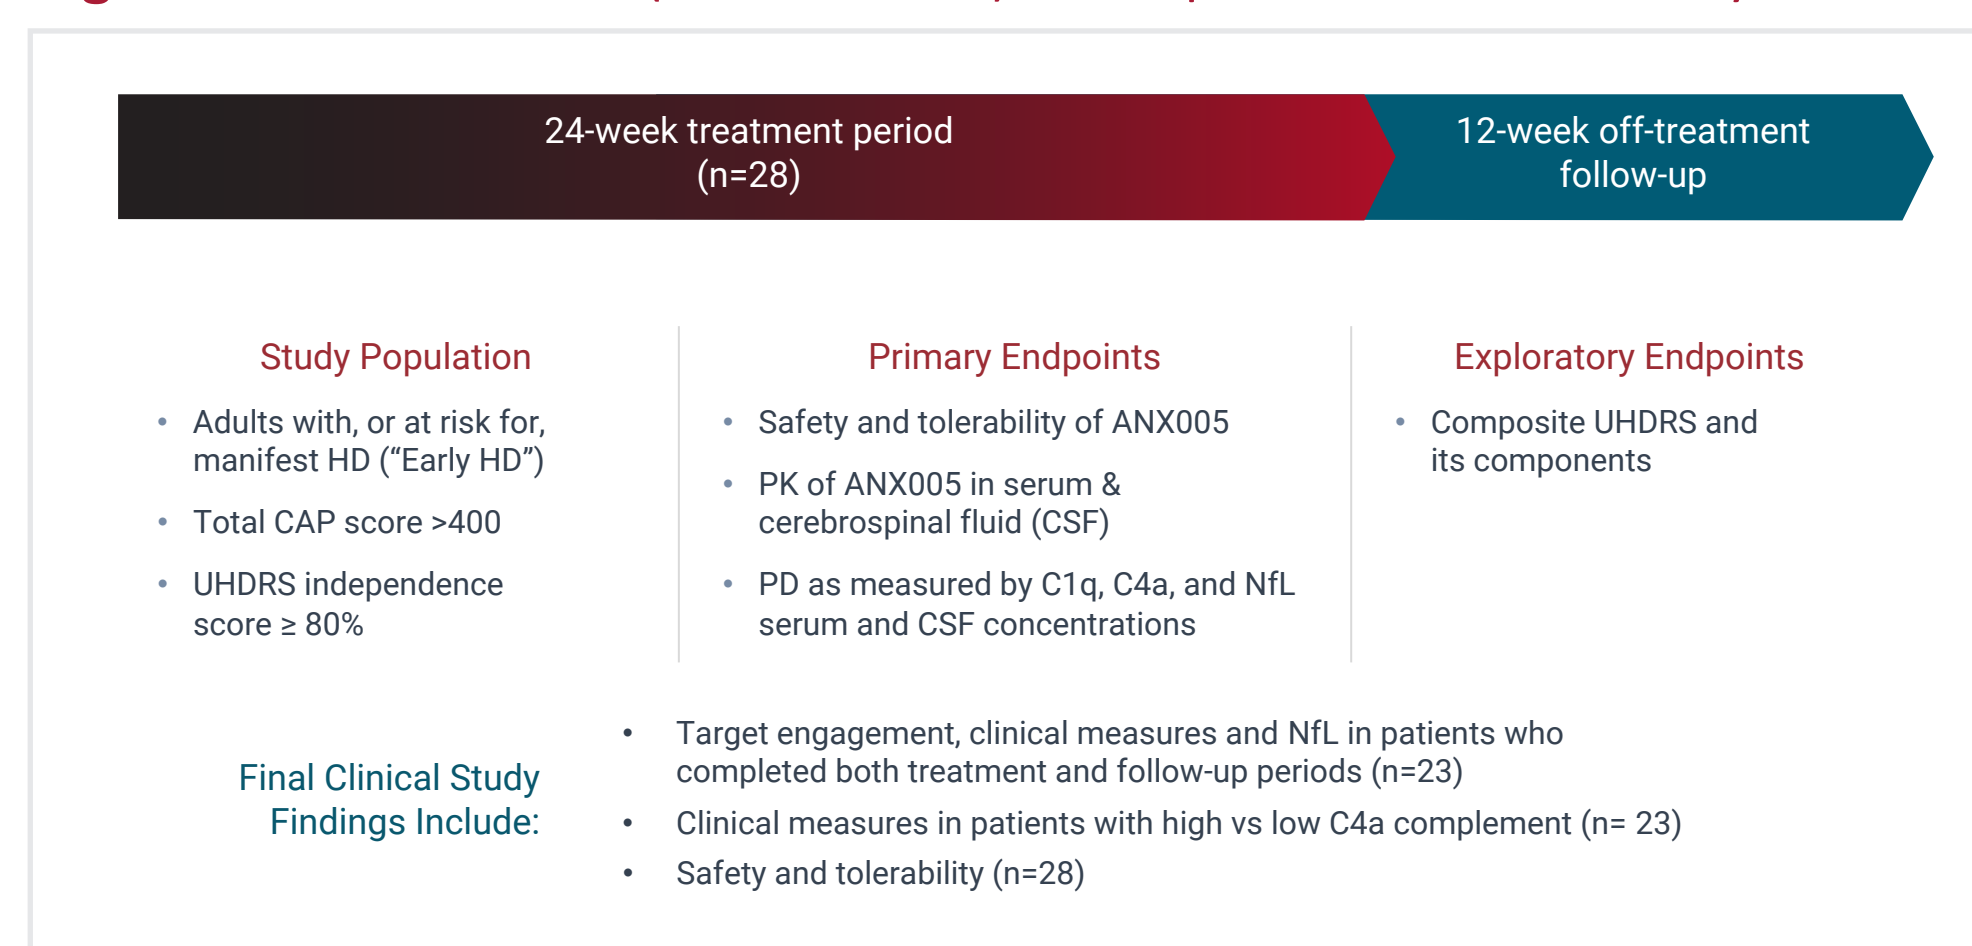 24-week treatment period
(n=28)
12-week off-treatment
follow-up
Study Population
• Adults with, or at risk for,
manifest HD (“Early HD”)
• Total CAP score >400
• UHDRS independence
score ≥ 80%
Primary Endpoints
• Safety and tolerability of ANX005
• PK of ANX005 in serum &
cerebrospinal fluid (CSF)
• PD as measured by C1q, C4a, and NfL
serum and CSF concentrations
Exploratory Endpoints
• Composite UHDRS and
its components
Final Clinical Study
Findings Include:
• Target engagement, clinical measures and NfL in patients who
completed both treatment and follow-up periods (n=23)
• Clinical measures in patients with high vs low C4a complement (n= 23)
• Safety and tolerability (n=28)